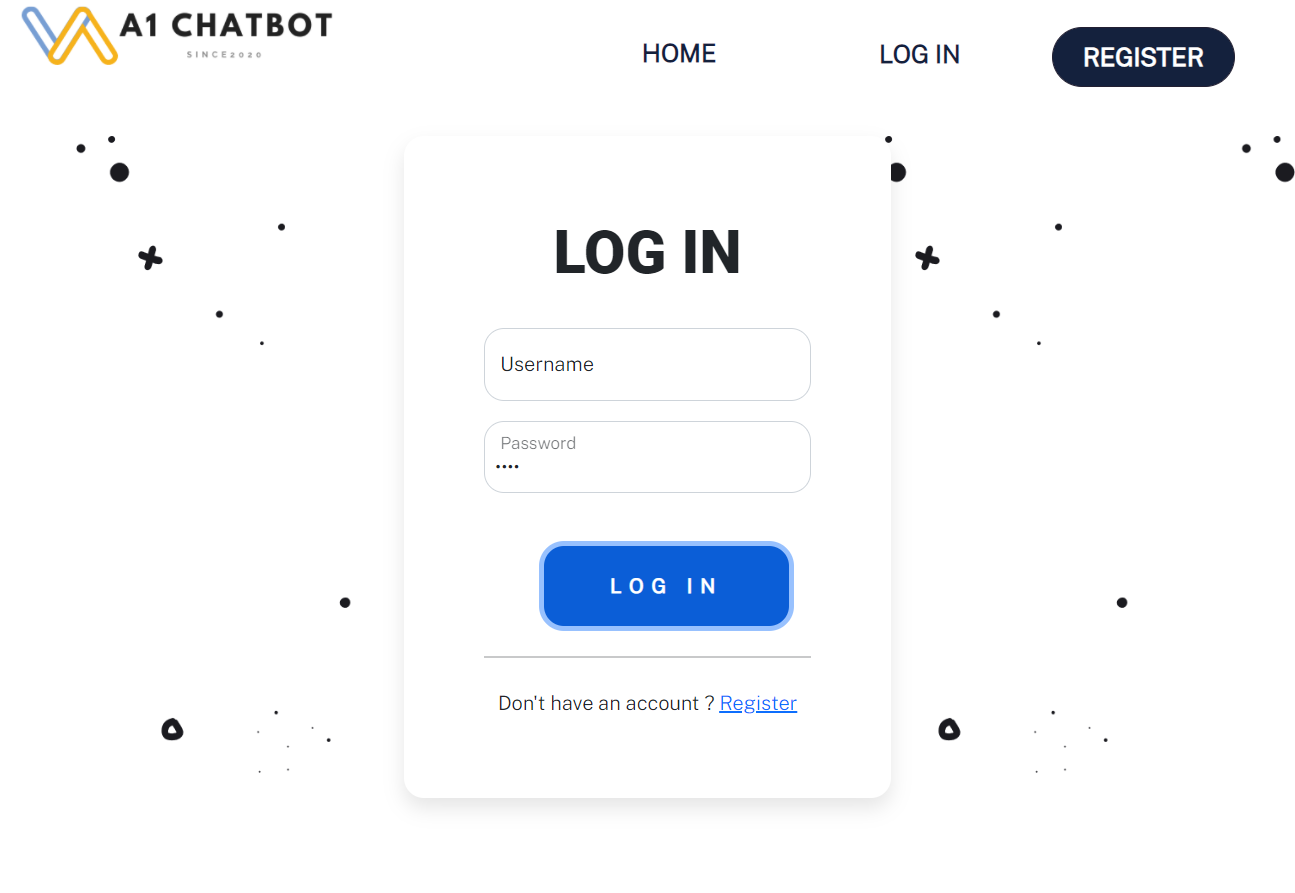 A1 CHATBOT
SINCE2020
HOME
LOG IN
REGISTER
LOG IN
Username
Password
••••
LOG IN
Don't have an account ? Register